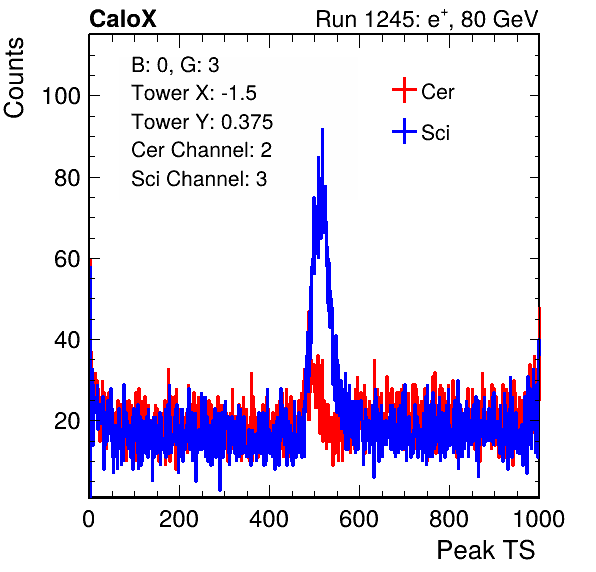 CaloX Run 1245: e+, 80 GeV
Counts
B: 0, G: 3
Tower X: -1.5
Tower Y: 0.375
Cer Channel: 2
Sci Channel: 3
Cer
Sci
100
80
60
40
20
0 200 400 600 800 1000
Peak TS